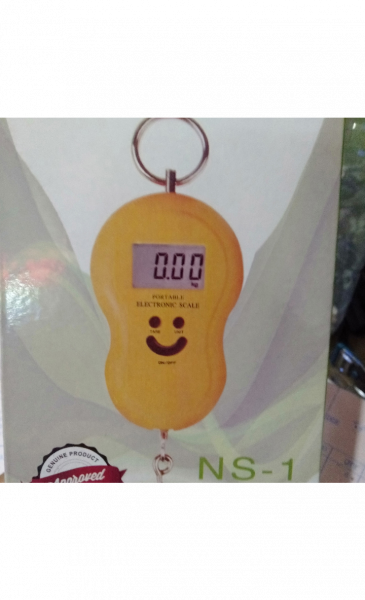 0.00
kg
PORTABLE
ELECTRONIC SCALE
GENUINE PRODUCT
Approved
NS-1